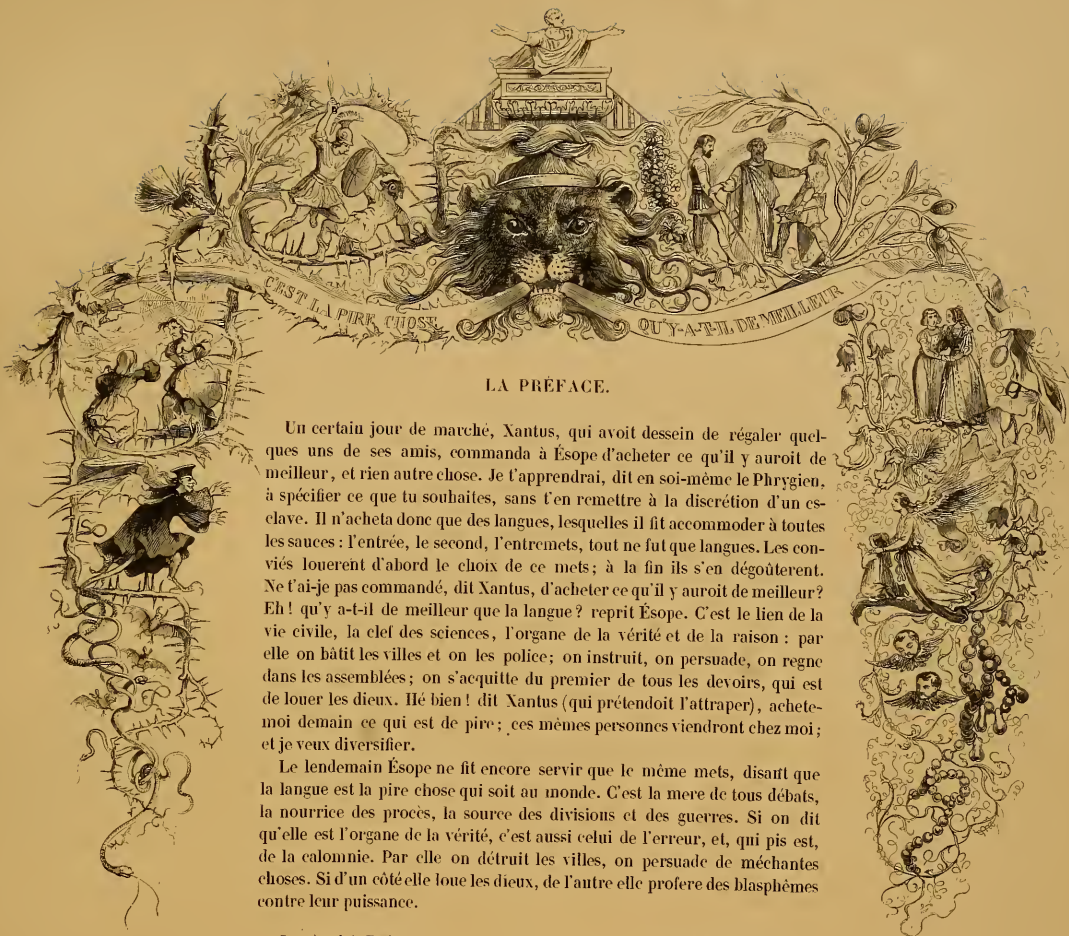 C'EST LA PIRE CHOSE
QU'Y-A-T-IL DE MEILLEUR
LA PRÉFACE.
Un certain jour de marché, Xantus, qui avoit dessein de régaler quel-
ques uns de ses amis, commanda à Ésope d'acheter ce qu'il y auroit de
meilleur, et rien autre chose. Je t'apprendrai, dit en soi-même le Phrygien,
à spécifier ce que tu souhaites, sans t'en remettre à la discrétion d'un es-
clave. Il n'acheta donc que des langues, lesquelles il fit accommoder à toutes
les sauces : l'entrée, le second, l'entremets, tout ne fut que langues. Les con-
viés louerent d'abord le choix de ce mets; à la fin ils s'en dégoûterent.
Ne t'ai-je pas commandé, dit Xantus, d'acheter ce qu'il y auroit de meilleur?
Eh! qu'y a-t-il de meilleur que la langue? reprit Ésope. C'est le lien de la
vie civile, la clef des sciences, l'organe de la vérité et de la raison : par
elle on bâtit les villes et on les police; on instruit, on persuade, on regne
dans les assemblées; on s'acquitte du premier de tous les devoirs, qui est
de louer les dieux. Hé bien! dit Xantus (qui prétendoit l'attraper), achete-
moi demain ce qui est de pire; ces mêmes personnes viendront chez moi;
et je veux diversifier.
Le lendemain Ésope ne fit encore servir que le même mets, disant que
la langue est la pire chose qui soit au monde. C'est la mere de tous débats,
la nourrice des procès, la source des divisions et des guerres. Si on dit
qu'elle est l'organe de la vérité, c'est aussi celui de l'erreur, et, qui pis est,
de la calomnie. Par elle on détruit les villes, on persuade de méchantes
choses. Si d'un côté elle loue les dieux, de l'autre elle profere des blasphêmes
contre leur puissance.